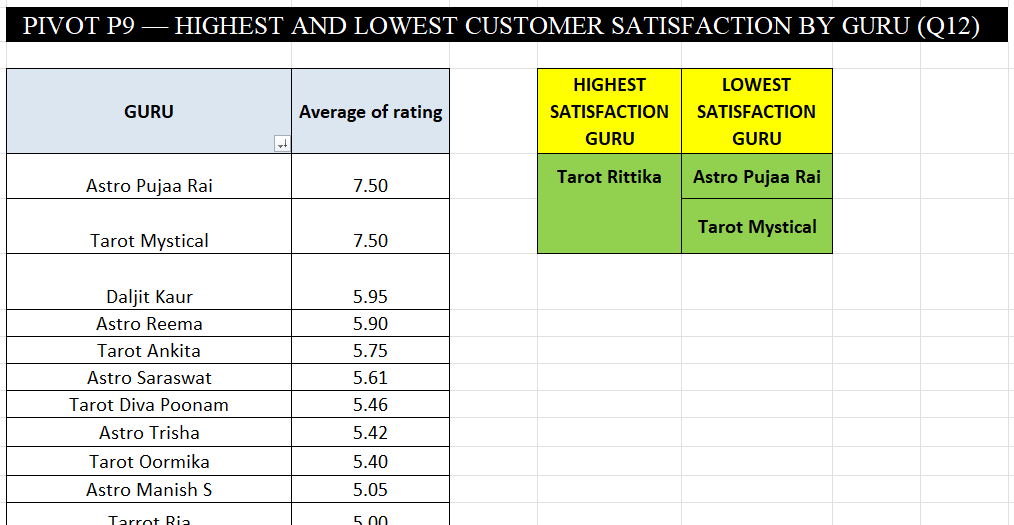 PIVOT P9 — HIGHEST AND LOWEST CUSTOMER SATISFACTION BY GURU (Q12)
GURU Average of rating
Astro Pujaa Rai 7.50
Tarot Mystical 7.50
Daljit Kaur 5.95
Astro Reema 5.90
Tarot Ankita 5.75
Astro Saraswat 5.61
Tarot Diva Poonam 5.46
Astro Trisha 5.42
Tarot Oormika 5.40
Astro Manish S 5.05
Tarrot Ria 5.00
HIGHEST
SATISFACTION
GURU
LOWEST
SATISFACTION
GURU
Tarot Rittika Astro Pujaa Rai
Tarot Mystical